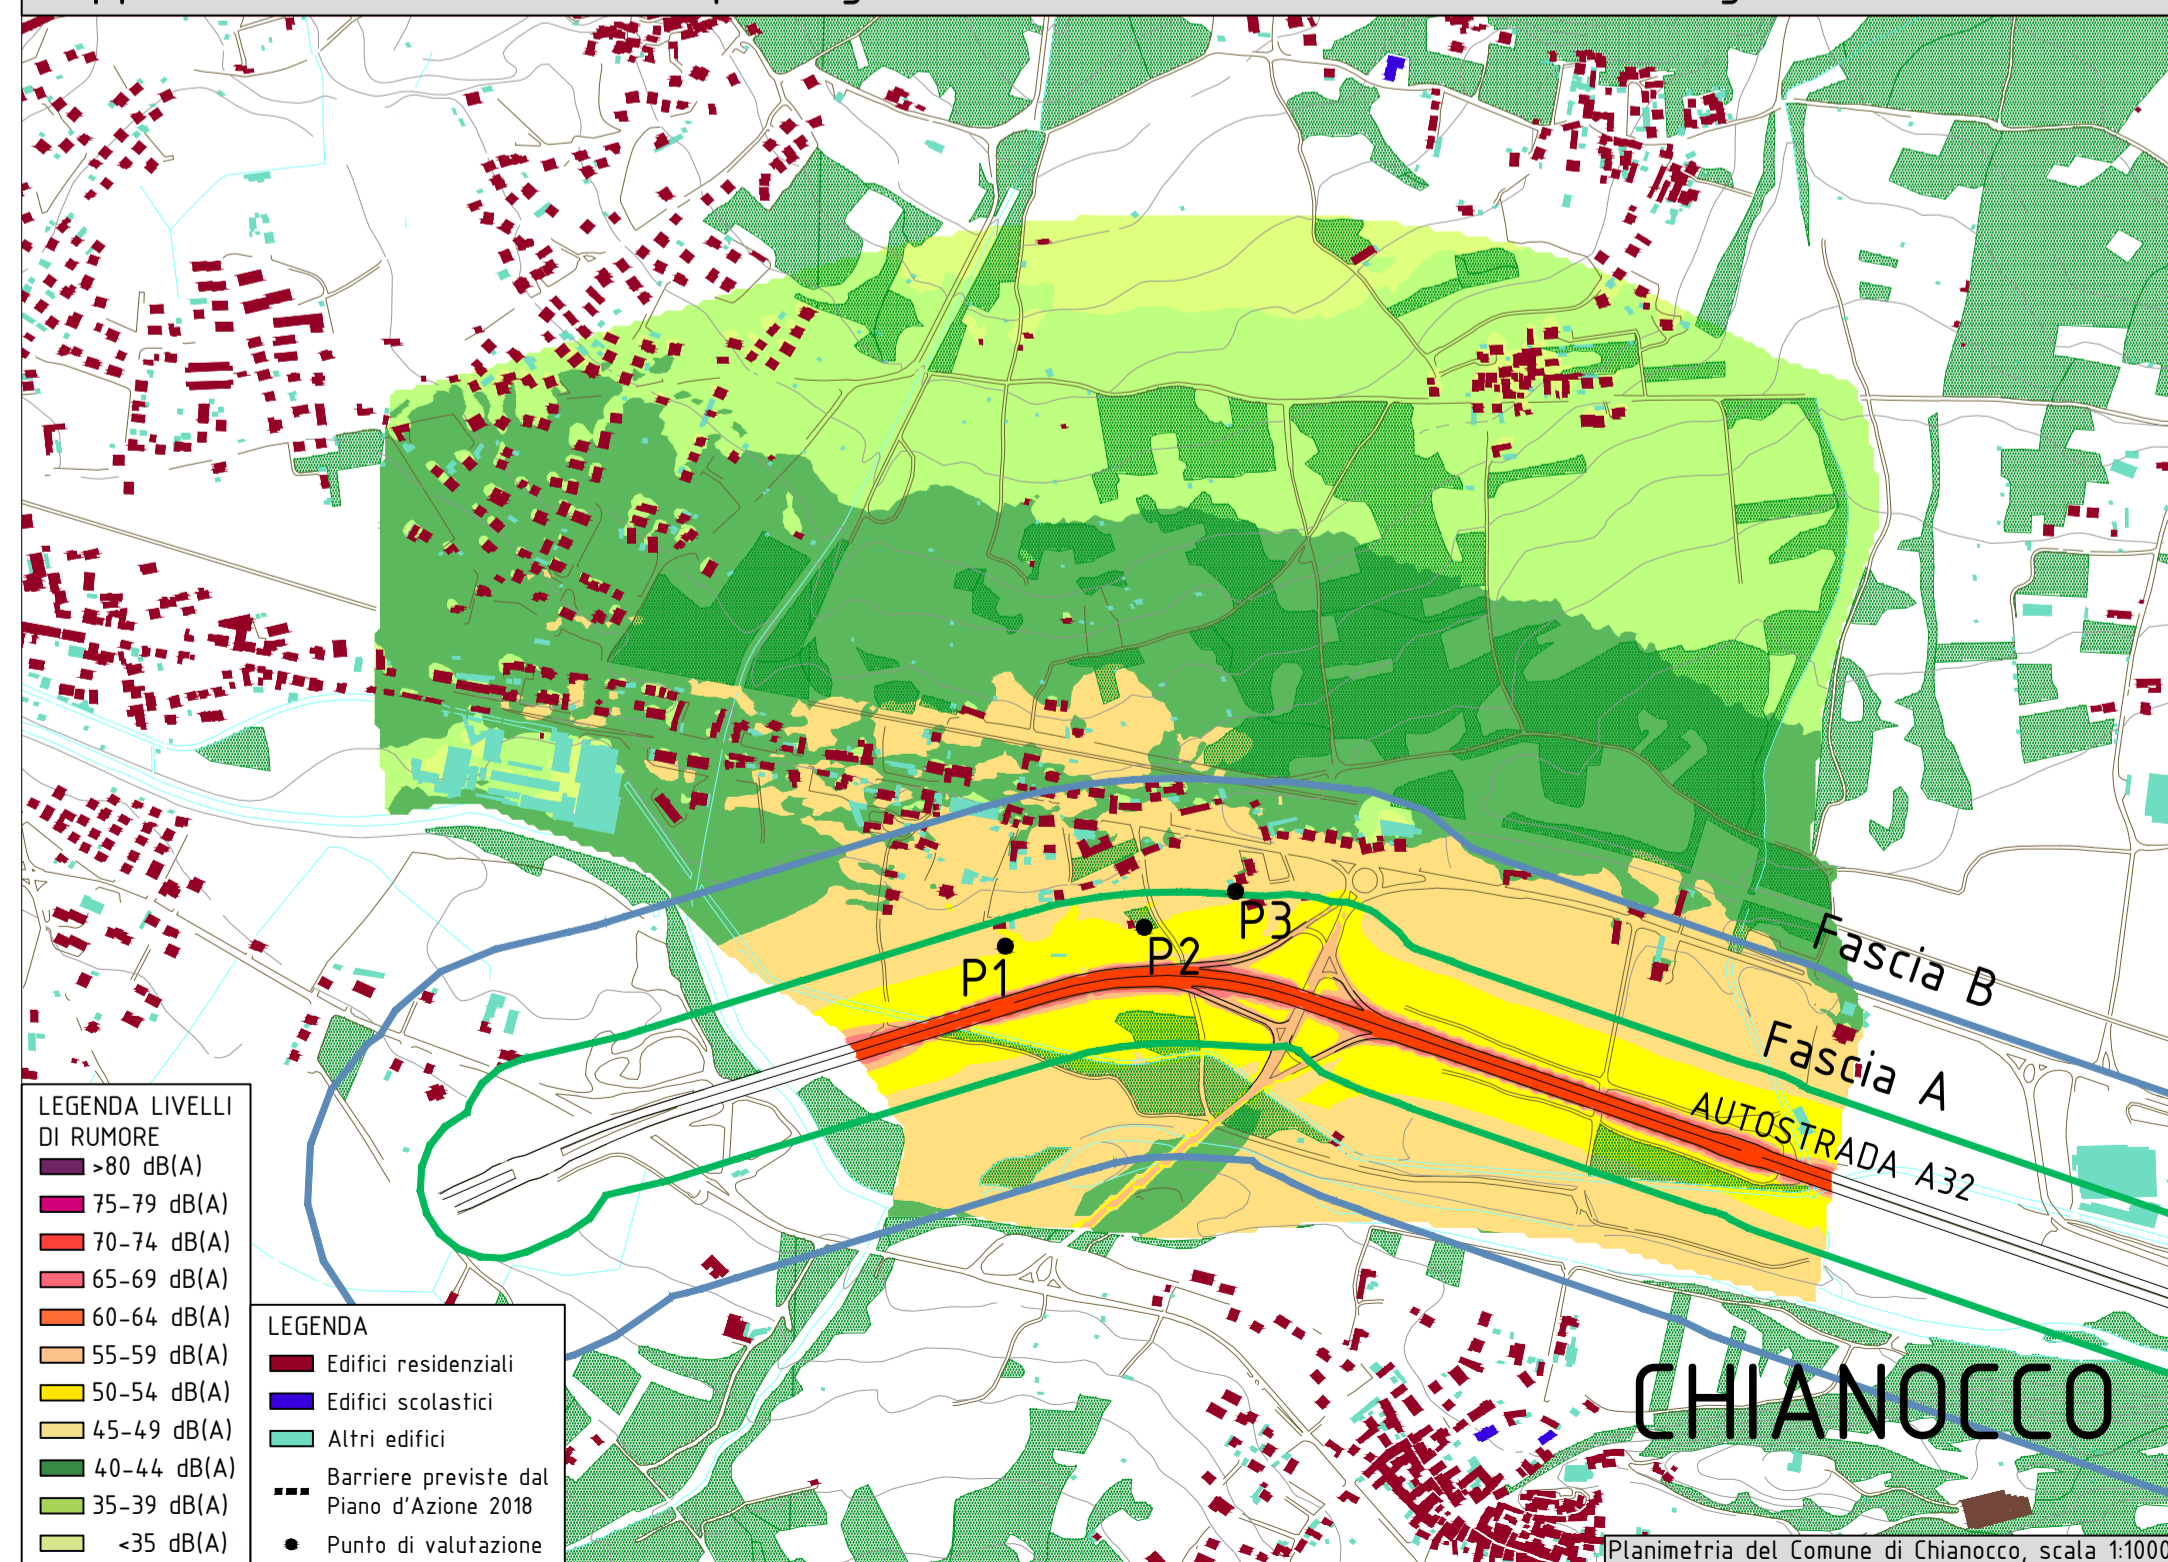 P1
P2
P3
Fascia B
Fascia A
AUTOSTRADA A32
CHIANOCCO
LEGENDA LIVELLI
DI RUMORE
>80 dB(A)
75-79 dB(A)
70-74 dB(A)
65-69 dB(A)
60-64 dB(A)
55-59 dB(A)
50-54 dB(A)
45-49 dB(A)
40-44 dB(A)
35-39 dB(A)
<35 dB(A)
LEGENDA
Edifici residenziali
Edifici scolastici
Altri edifici
Barriere previste dal
Piano d'Azione 2018
Punto di valutazione
Planimetria del Comune di Chianocco, scala 1:1000